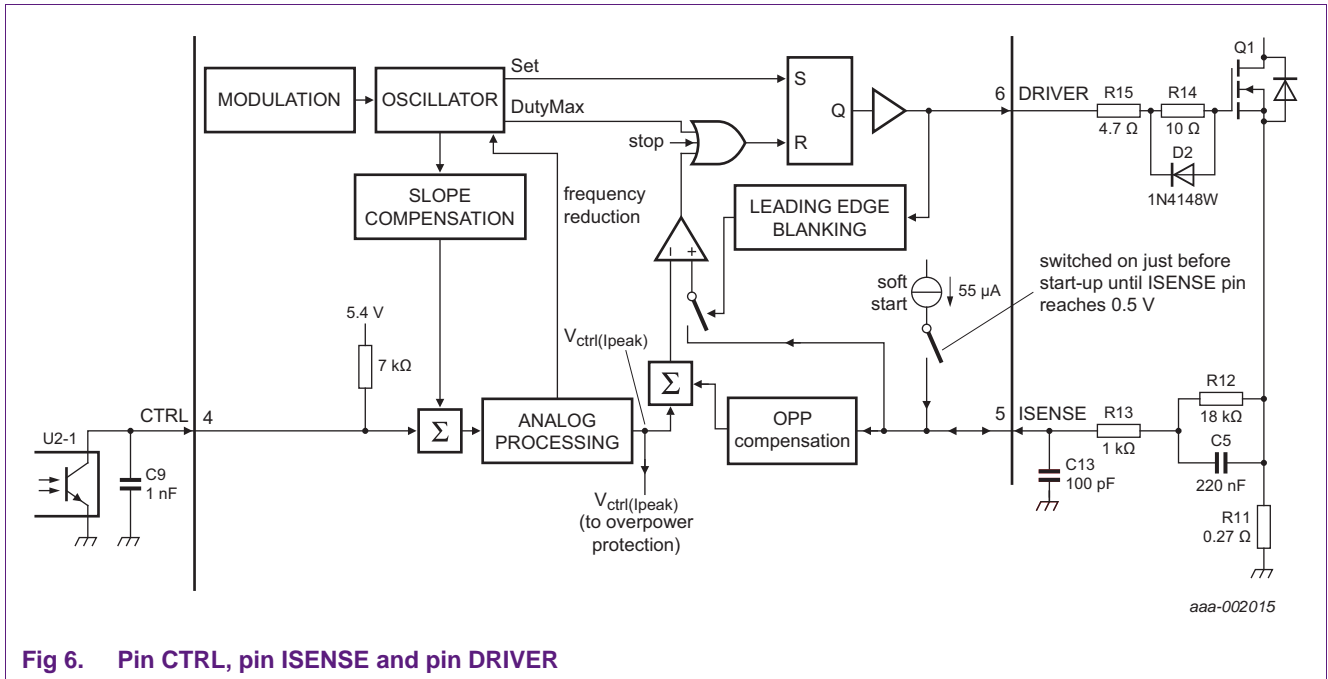 MODULATION
OSCILLATOR
Set
DutyMax
stop
S
R
Q
6 DRIVER
R15
4.7 Ω
R14
10 Ω
D2
1N4148W
Q1
SLOPE
COMPENSATION
frequency
reduction
LEADING EDGE
BLANKING
−
+
soft
start
55 µA
switched on just before
start-up until ISENSE pin
reaches 0.5 V
5.4 V
7 kΩ
Vctrl(Ipeak)
Σ
CTRL 4
Σ
ANALOG
PROCESSING
OPP
compensation
5 ISENSE
R13
1 kΩ
R12
18 kΩ
C5
220 nF
C13
100 pF
R11
0.27 Ω
U2-1
C9
1 nF
Vctrl(Ipeak)
(to overpower
protection)
aaa-002015
Fig 6. Pin CTRL, pin ISENSE and pin DRIVER